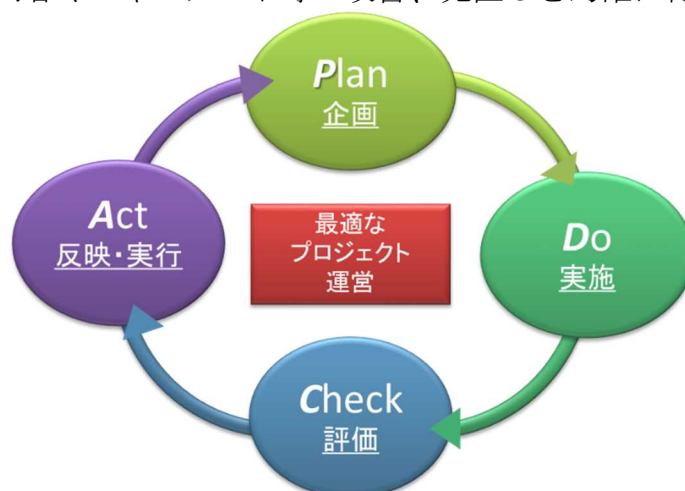 Plan
企画
Do
実施
Check
評価
Act
反映・実行
最適な
プロジェクト
運営